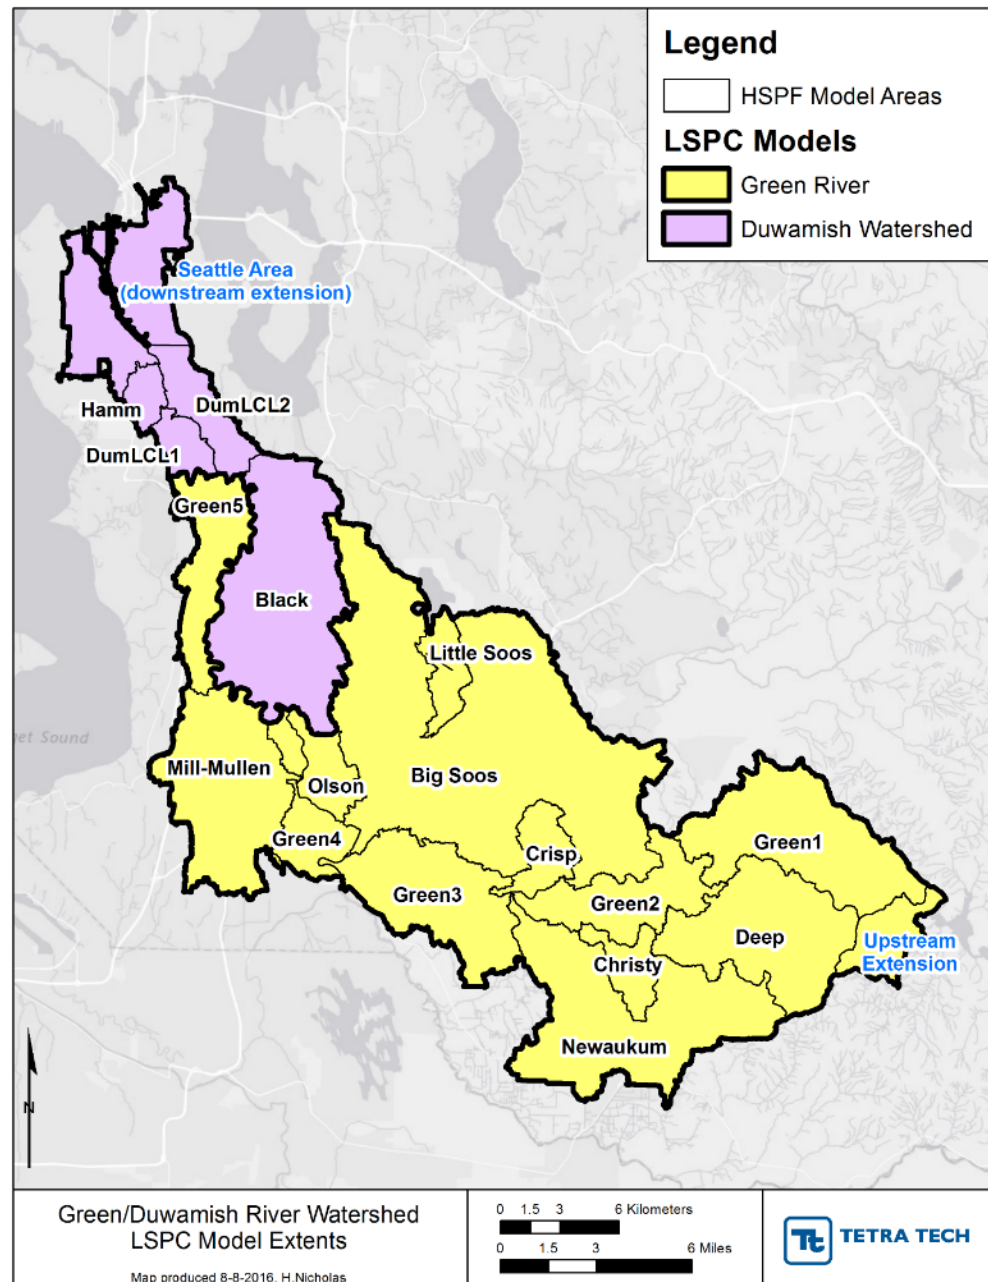 Legend
HSPF Model Areas
LSPC Models
Green River
Duwamish Watershed
Seattle Area
(downstream extension)
Hamm
DumLCL2
DumLCL1
Green5
Black
Little Soos
Big Soos
Mill-Mullen
Olson
Green4
Crisp
Green1
Green3
Green2
Deep
Upstream
Extension
Christy
Newaukum
et Sound
N
Green/Duwamish River Watershed
LSPC Model Extents
Map produced 8-8-2016, H.Nicholas
0 1.5 3 6 Kilometers
0 1.5 3 6 Miles
Tt TETRA TECH